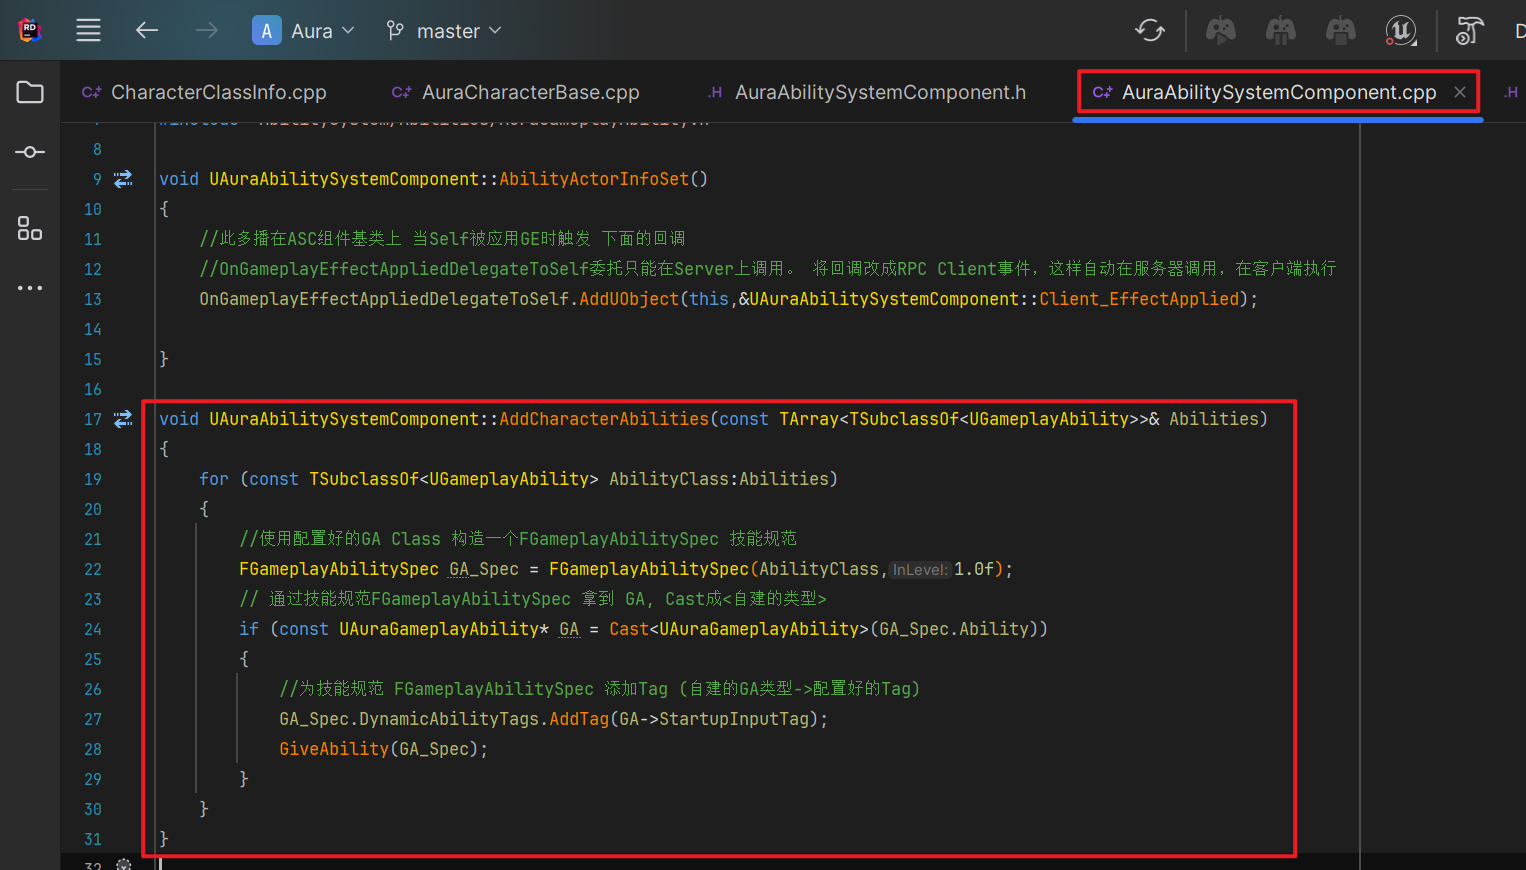 RD
A Aura master D
CharacterClassInfo.cpp AuraCharacterBase.cpp .H AuraAbilitySystemComponent.h AuraAbilitySystemComponent.cpp .H
8
9 void UAuraAbilitySystemComponent::AbilityActorInfoSet()
10 {
11 //此多播在ASC组件基类上 当Self被应用GE时触发 下面的回调
12 //OnGameplayEffectAppliedDelegateToSelf委托只能在Server上调用。 将回调改成RPC Client事件，这样自动在服务器调用，在客户端执行
13 OnGameplayEffectAppliedDelegateToSelf.AddUObject(this,&UAuraAbilitySystemComponent::Client_EffectApplied);
14
15 }
16
17 void UAuraAbilitySystemComponent::AddCharacterAbilities(const TArray<TSubclassOf<UGameplayAbility>>& Abilities)
18 {
19 for (const TSubclassOf<UGameplayAbility> AbilityClass:Abilities)
20 {
21 //使用配置好的GA Class 构造一个FGameplayAbilitySpec 技能规范
22 FGameplayAbilitySpec GA_Spec = FGameplayAbilitySpec(AbilityClass, InLevel: 1.0f);
23 // 通过技能规范FGameplayAbilitySpec 拿到 GA, Cast成<自建的类型>
24 if (const UAuraGameplayAbility* GA = Cast<UAuraGameplayAbility>(GA_Spec.Ability))
25 {
26 //为技能规范 FGameplayAbilitySpec 添加Tag (自建的GA类型->配置好的Tag)
27 GA_Spec.DynamicAbilityTags.AddTag(GA->StartupInputTag);
28 GiveAbility(GA_Spec);
29 }
30 }
31 }
32